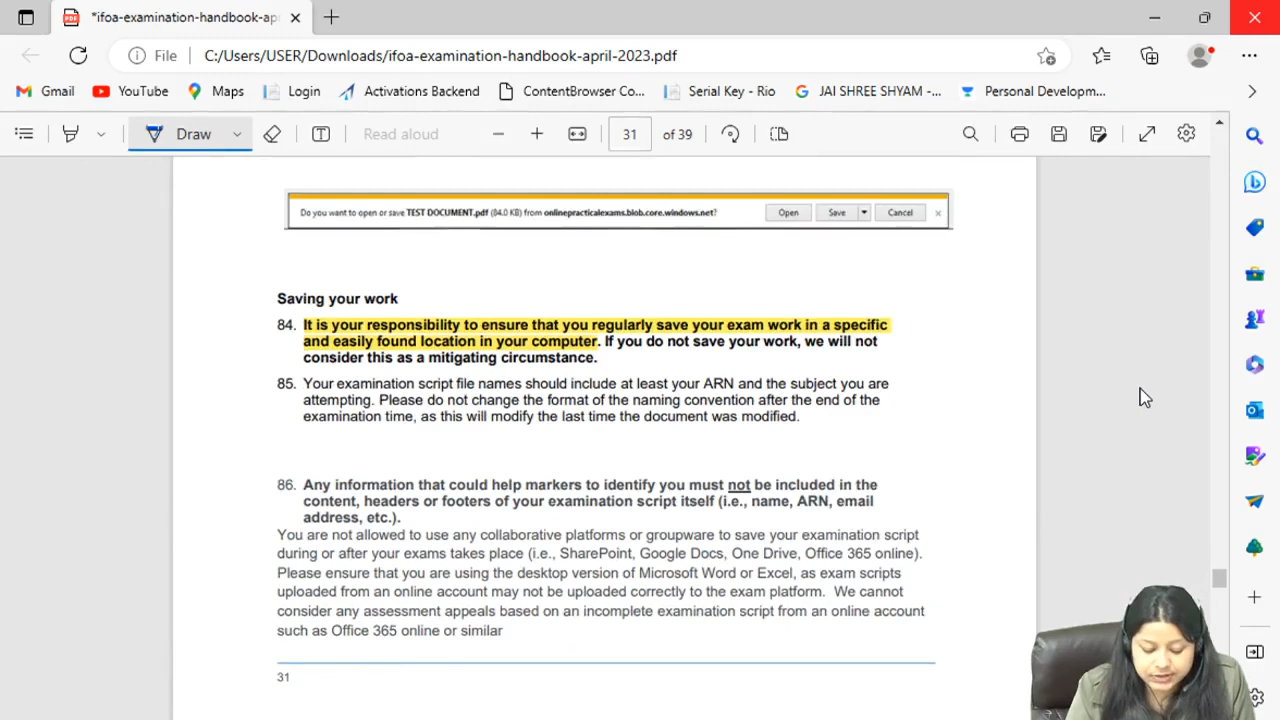 *ifoa-examination-handbook-apr
File
C:/Users/USER/Downloads/ifoa-examination-handbook-april-2023.pdf
Gmail YouTube Maps Login Activations Backend ContentBrowser Co... Serial Key - Rio JAI SHREE SHYAM -... Personal Developm...
Draw Read aloud 31 of 39
Do you want to open or save TEST DOCUMENT.pdf (84.0 KB) from onlinepracticalexams.blob.core.windows.net? Open Save Cancel
Saving your work
84. It is your responsibility to ensure that you regularly save your exam work in a specific
and easily found location in your computer. If you do not save your work, we will not
consider this as a mitigating circumstance.
85. Your examination script file names should include at least your ARN and the subject you are
attempting. Please do not change the format of the naming convention after the end of the
examination time, as this will modify the last time the document was modified.
86. Any information that could help markers to identify you must not be included in the
content, headers or footers of your examination script itself (i.e., name, ARN, email
address, etc.).
You are not allowed to use any collaborative platforms or groupware to save your examination script
during or after your exams takes place (i.e., SharePoint, Google Docs, One Drive, Office 365 online).
Please ensure that you are using the desktop version of Microsoft Word or Excel, as exam scripts
uploaded from an online account may not be uploaded correctly to the exam platform. We cannot
consider any assessment appeals based on an incomplete examination script from an online account
such as Office 365 online or similar
31